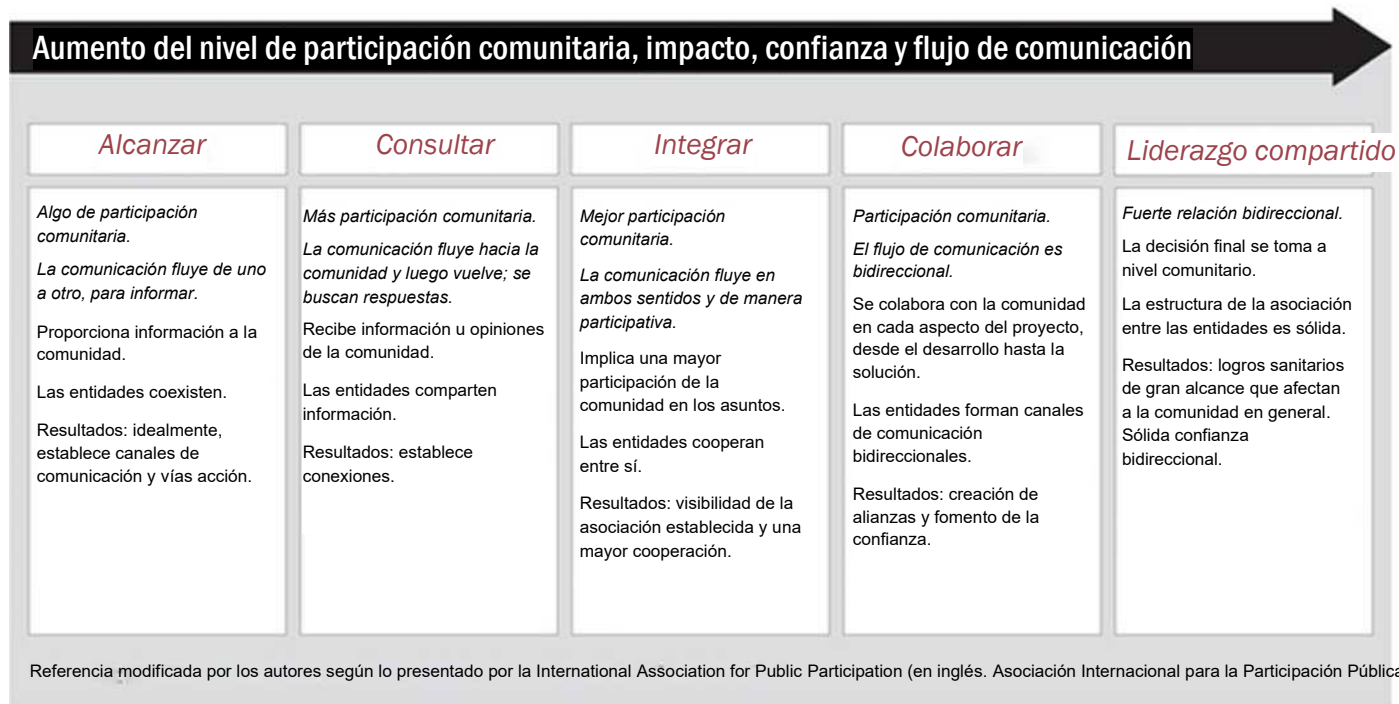 Aumento del nivel de participación comunitaria, impacto, confianza y flujo de comunicación
Alcanzar
Algo de participación
comunitaria.
La comunicación fluye de uno
a otro, para informar.
Proporciona información a la
comunidad.
Las entidades coexisten.
Resultados: idealmente,
establece canales de
comunicación y vías acción.
Consultar
Más participación comunitaria.
La comunicación fluye hacia la
comunidad y luego vuelve; se
buscan respuestas.
Recibe información u opiniones
de la comunidad.
Las entidades comparten
información.
Resultados: establece
conexiones.
Integrar
Mejor participación
comunitaria.
La comunicación fluye en
ambos sentidos y de manera
participativa.
Implica una mayor
participación de la
comunidad en los asuntos.
Las entidades cooperan
entre sí.
Resultados: visibilidad de la
asociación establecida y una
mayor cooperación.
Colaborar
Participación comunitaria.
El flujo de comunicación es
bidireccional.
Se colabora con la comunidad
en cada aspecto del proyecto,
desde el desarrollo hasta la
solución.
Las entidades forman canales
de comunicación
bidireccionales.
Resultados: creación de
alianzas y fomento de la
confianza.
Liderazgo compartido
Fuerte relación bidireccional.
La decisión final se toma a
nivel comunitario.
La estructura de la asociación
entre las entidades es sólida.
Resultados: logros sanitarios
de gran alcance que afectan
a la comunidad en general.
Sólida confianza
bidireccional.
Referencia modificada por los autores según lo presentado por la International Association for Public Participation (en inglés. Asociación Internacional para la Participación Pública